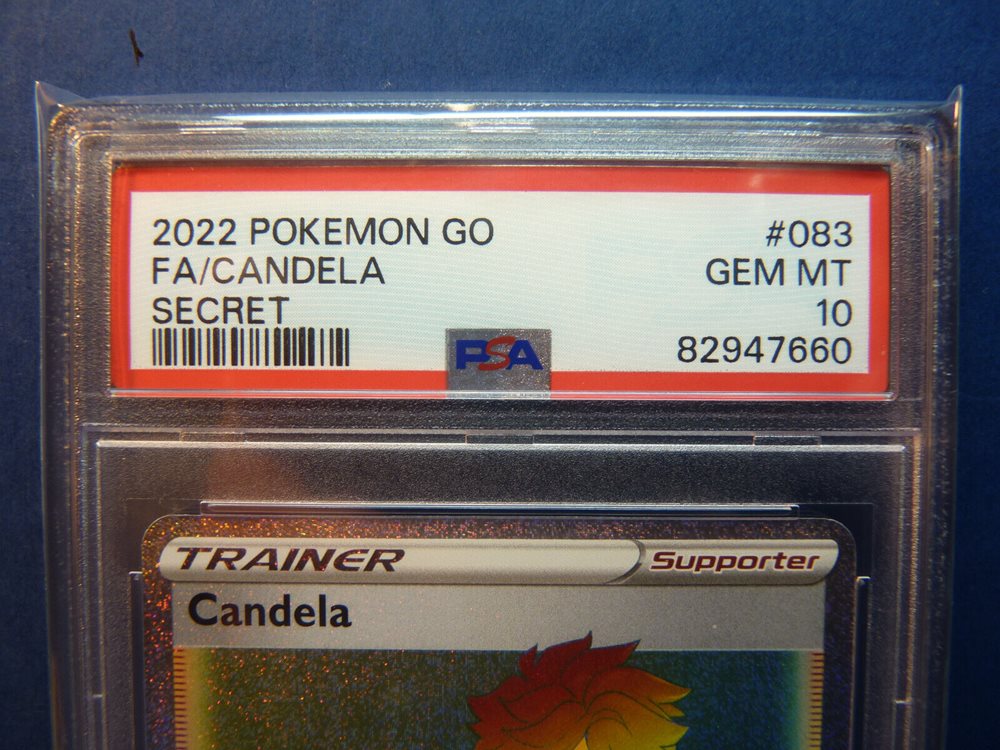 2022 POKEMON GO #083
FA/CANDELA GEM MT
SECRET 10
82947660
PSA
TRAINER Supporter
Candela